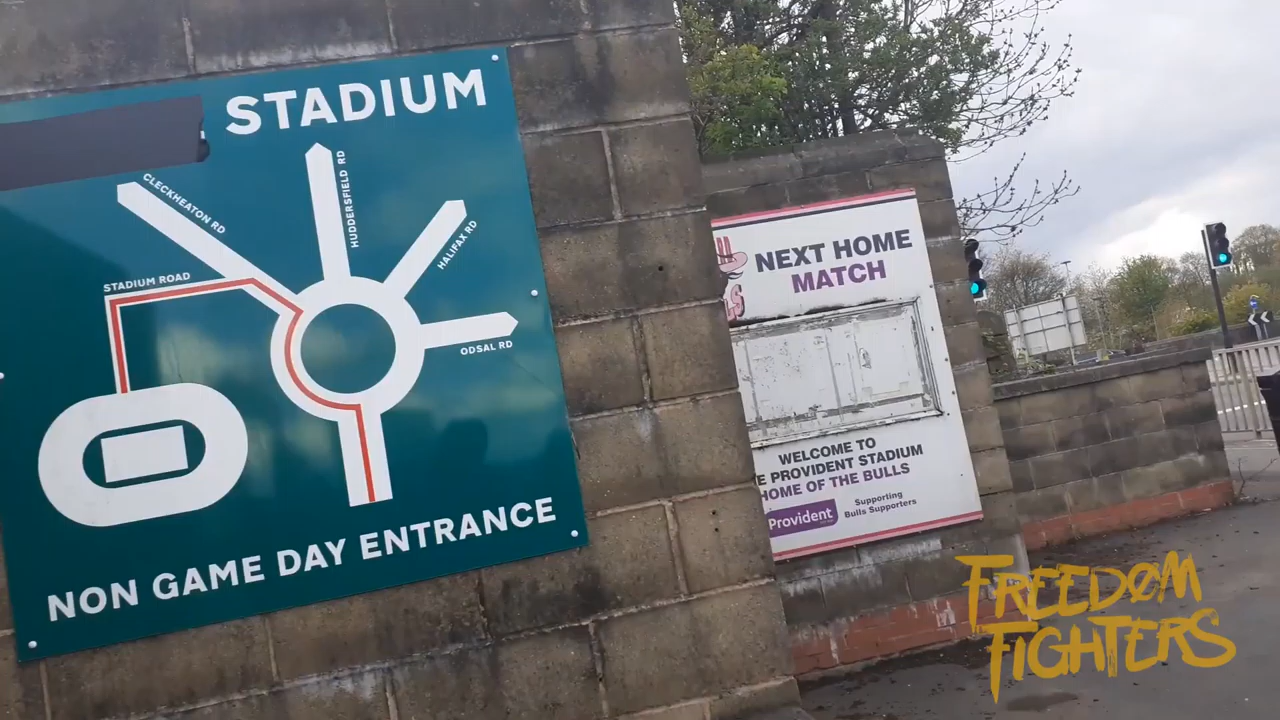 STADIUM
CLECKHEATON RD
HUDDERSFIELD RD
HALIFAX RD
STADIUM ROAD
ODSAL RD
NON GAME DAY ENTRANCE
NEXT HOME
MATCH
WELCOME TO
PROVIDENT STADIUM
HOME OF THE BULLS
Provident
Supporting
Bulls Supporters
FREEDOM
FIGHTERS